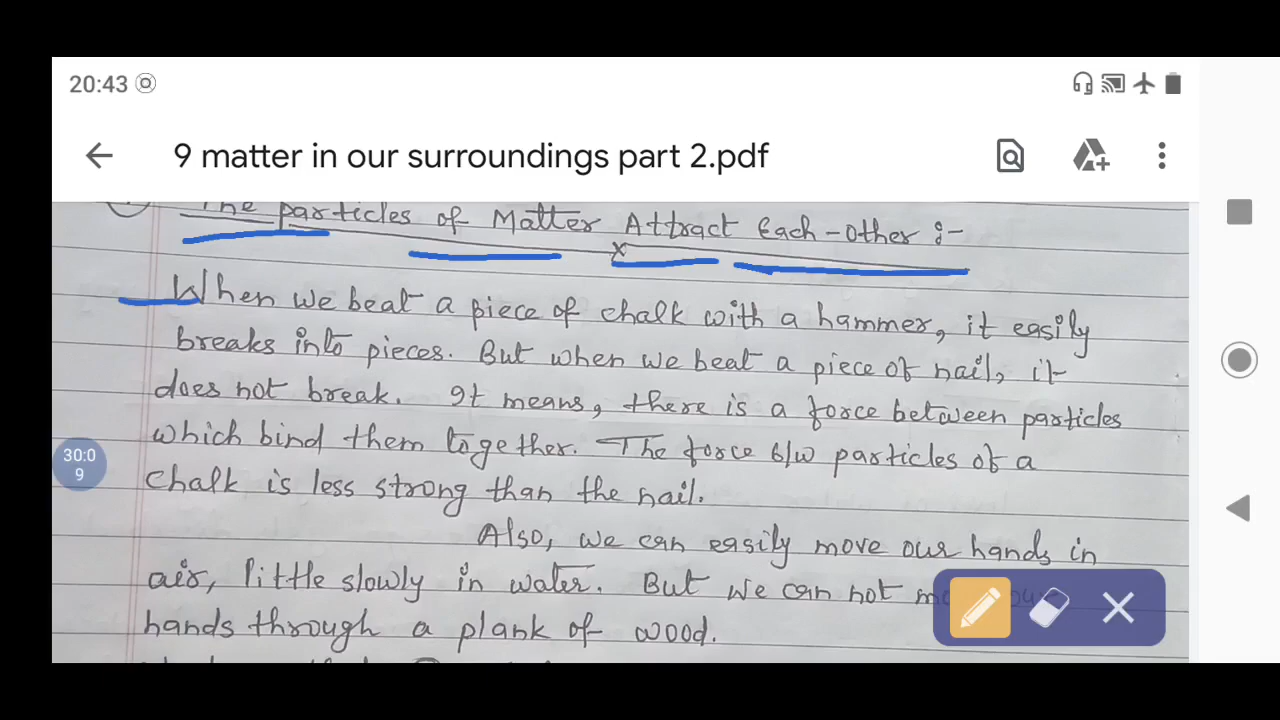 20:43
9 matter in our surroundings part 2.pdf
The particles of Matter Attract Each-Other :-
When we beat a piece of chalk with a hammer, it easily
breaks into pieces. But when we beat a piece of nail, it
does not break. It means, there is a force between particles
which bind them together. The force b/w particles of a
30:0
9
chalk is less strong than the nail.
Also, we can easily move our hands in
air, little slowly in water. But we can not
hands through a plank of wood.